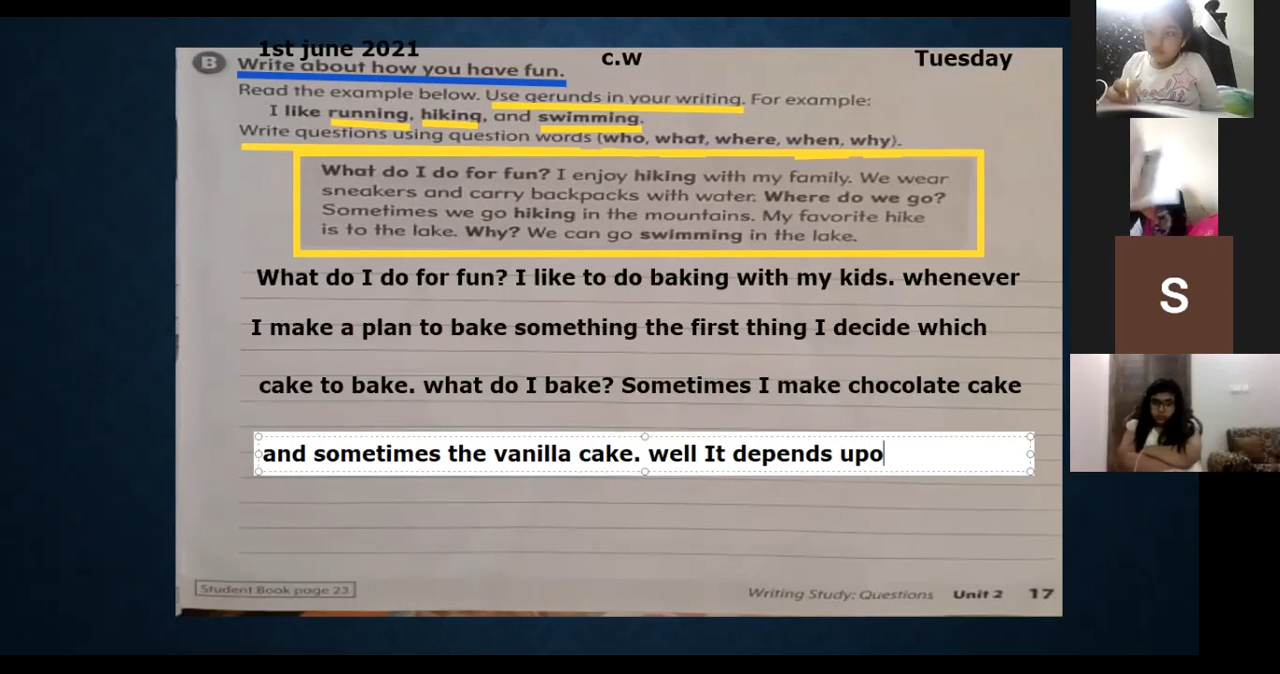 1st june 2021
c.w
Tuesday
B Write about how you have fun.
Read the example below. Use gerunds in your writing. For example:
I like running, hiking, and swimming.
Write questions using question words (who, what, where, when, why).
What do I do for fun? I enjoy hiking with my family. We wear
sneakers and carry backpacks with water. Where do we go?
Sometimes we go hiking in the mountains. My favorite hike
is to the lake. Why? We can go swimming in the lake.
What do I do for fun? I like to do baking with my kids. whenever
I make a plan to bake something the first thing I decide which
cake to bake. what do I bake? Sometimes I make chocolate cake
and sometimes the vanilla cake. well It depends upo
Student Book page 23
Writing Study: Questions Unit 2 17
S